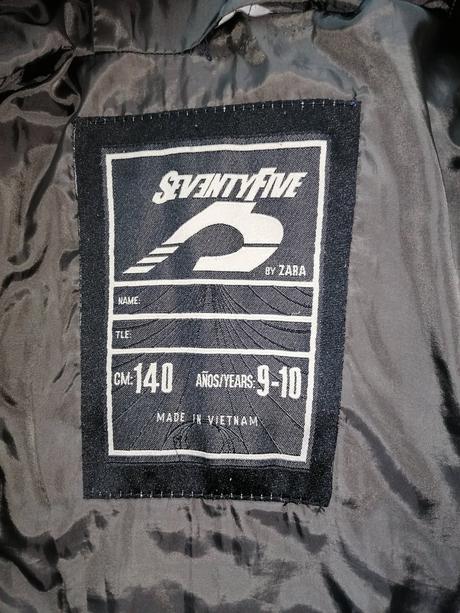 SEVENTYFIVE
BY ZARA
NAME:
TLE:
CM: 140 AÑOS/YEARS: 9-10
MADE IN VIETNAM